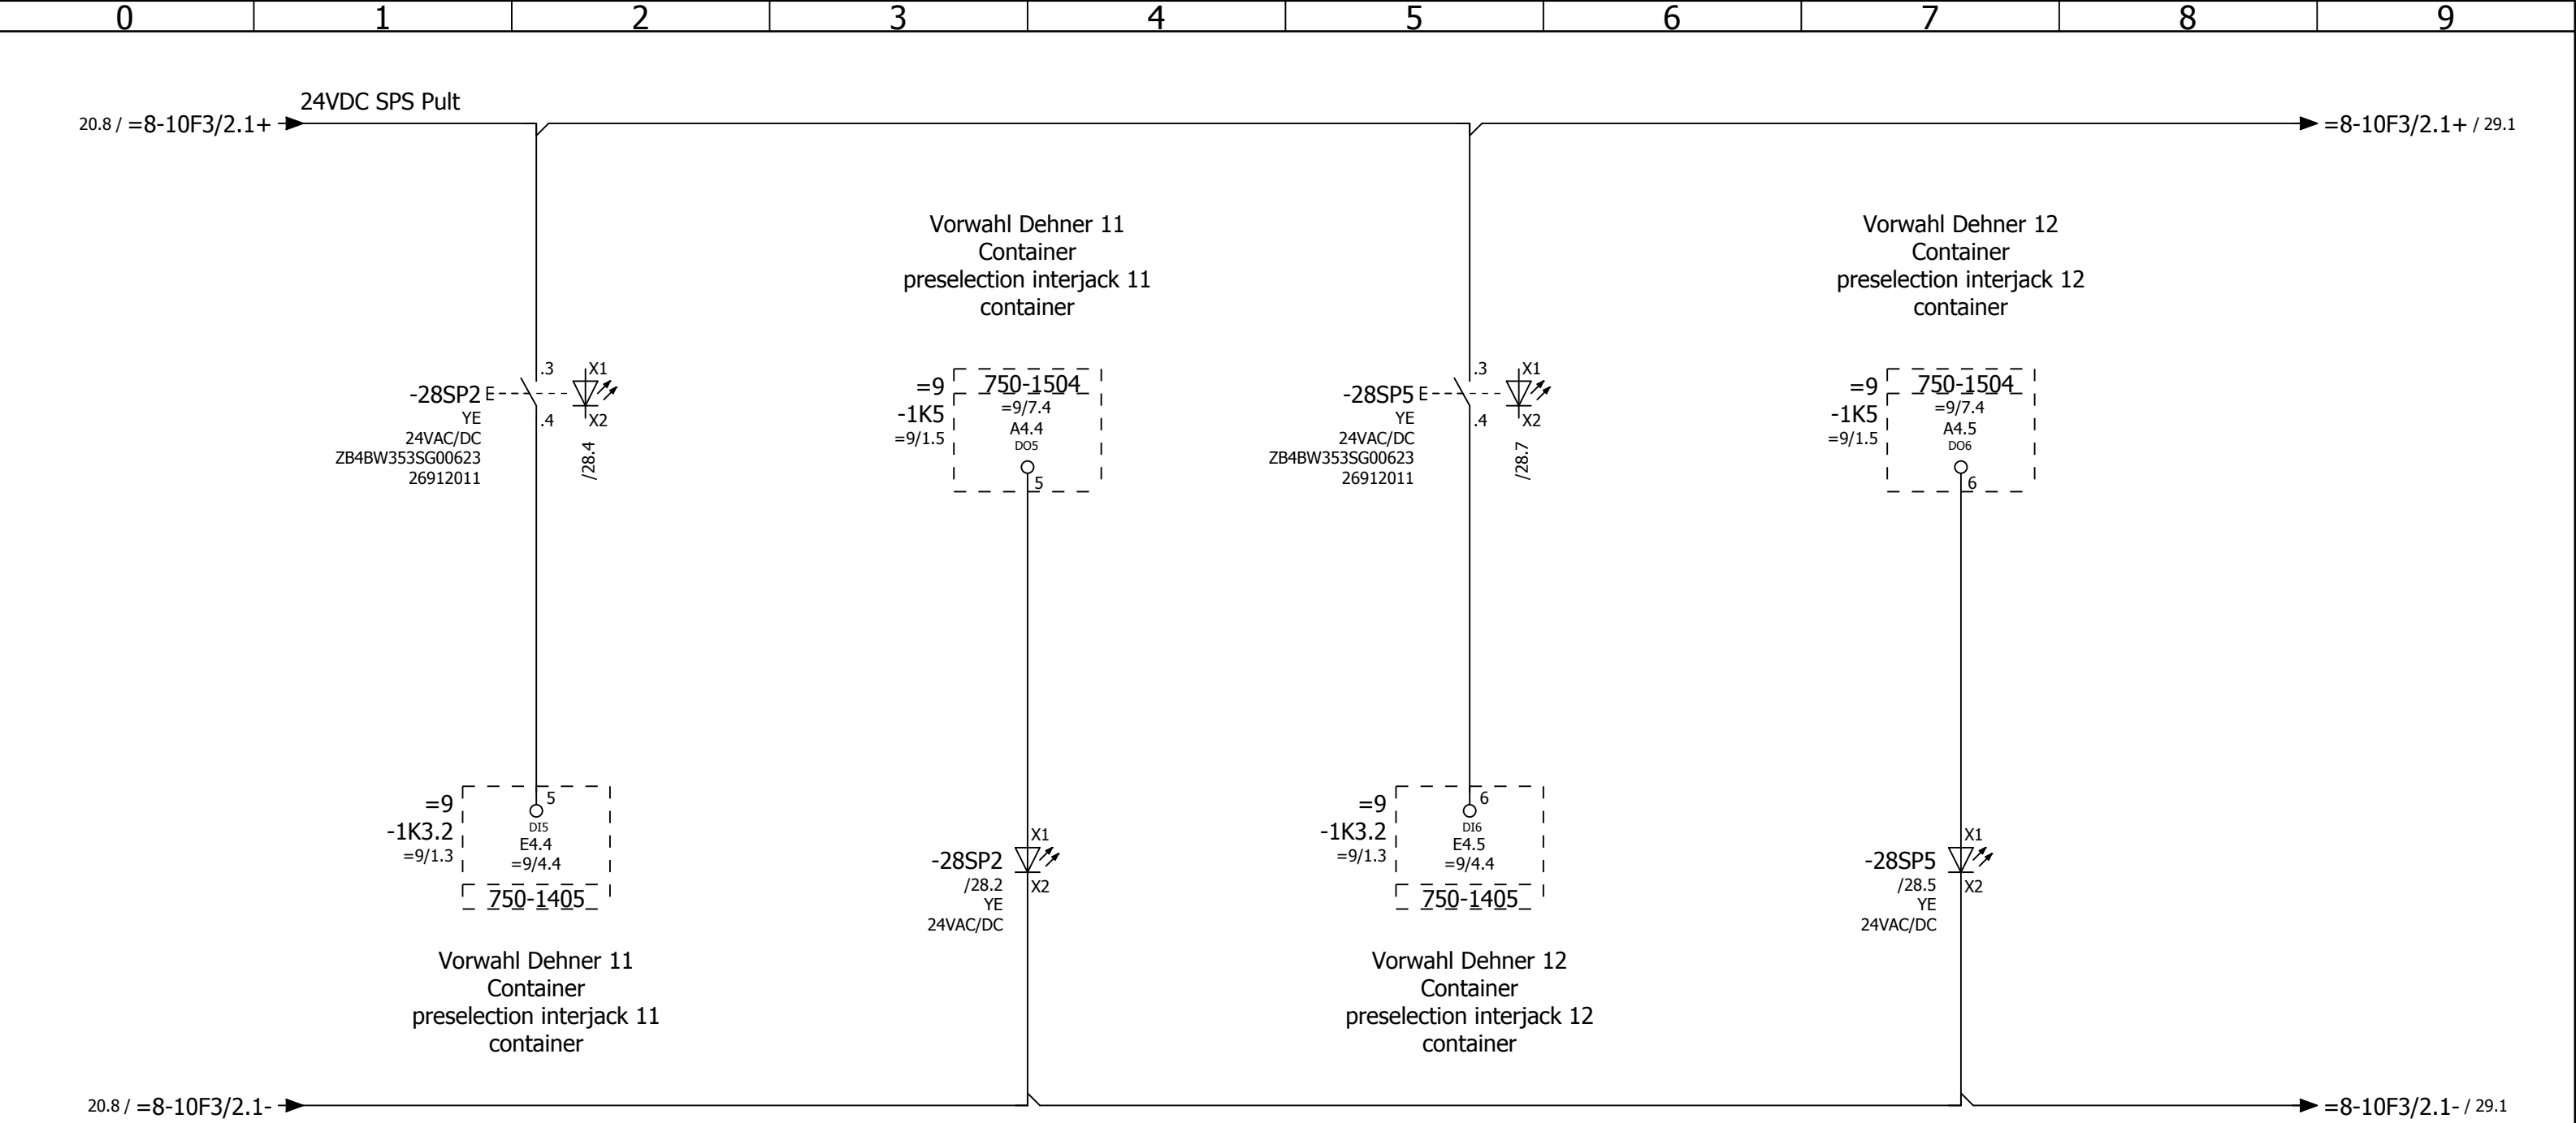 0 1 2 3 4 5 6 7 8 9
24VDC SPS Pult
20.8 / =8-10F3/2.1+
=8-10F3/2.1+ / 29.1
Vorwahl Dehner 11
Container
preselection interjack 11
container
Vorwahl Dehner 12
Container
preselection interjack 12
container
-28SP2
YE
24VAC/DC
ZB4BW353SG00623
26912011
.3
.4
X1
X2
/28.4
=9
-1K5
=9/1.5
750-1504
=9/7.4
A4.4
DO5
5
-28SP5
YE
24VAC/DC
ZB4BW353SG00623
26912011
.3
.4
X1
X2
/28.7
=9
-1K5
=9/1.5
750-1504
=9/7.4
A4.5
DO6
6
=9
-1K3.2
=9/1.3
5
DI5
E4.4
=9/4.4
750-1405
Vorwahl Dehner 11
Container
preselection interjack 11
container
-28SP2
/28.2
YE
24VAC/DC
X1
X2
=9
-1K3.2
=9/1.3
6
DI6
E4.5
=9/4.4
750-1405
Vorwahl Dehner 12
Container
preselection interjack 12
container
-28SP5
/28.5
YE
24VAC/DC
X1
X2
20.8 / =8-10F3/2.1-
=8-10F3/2.1- / 29.1